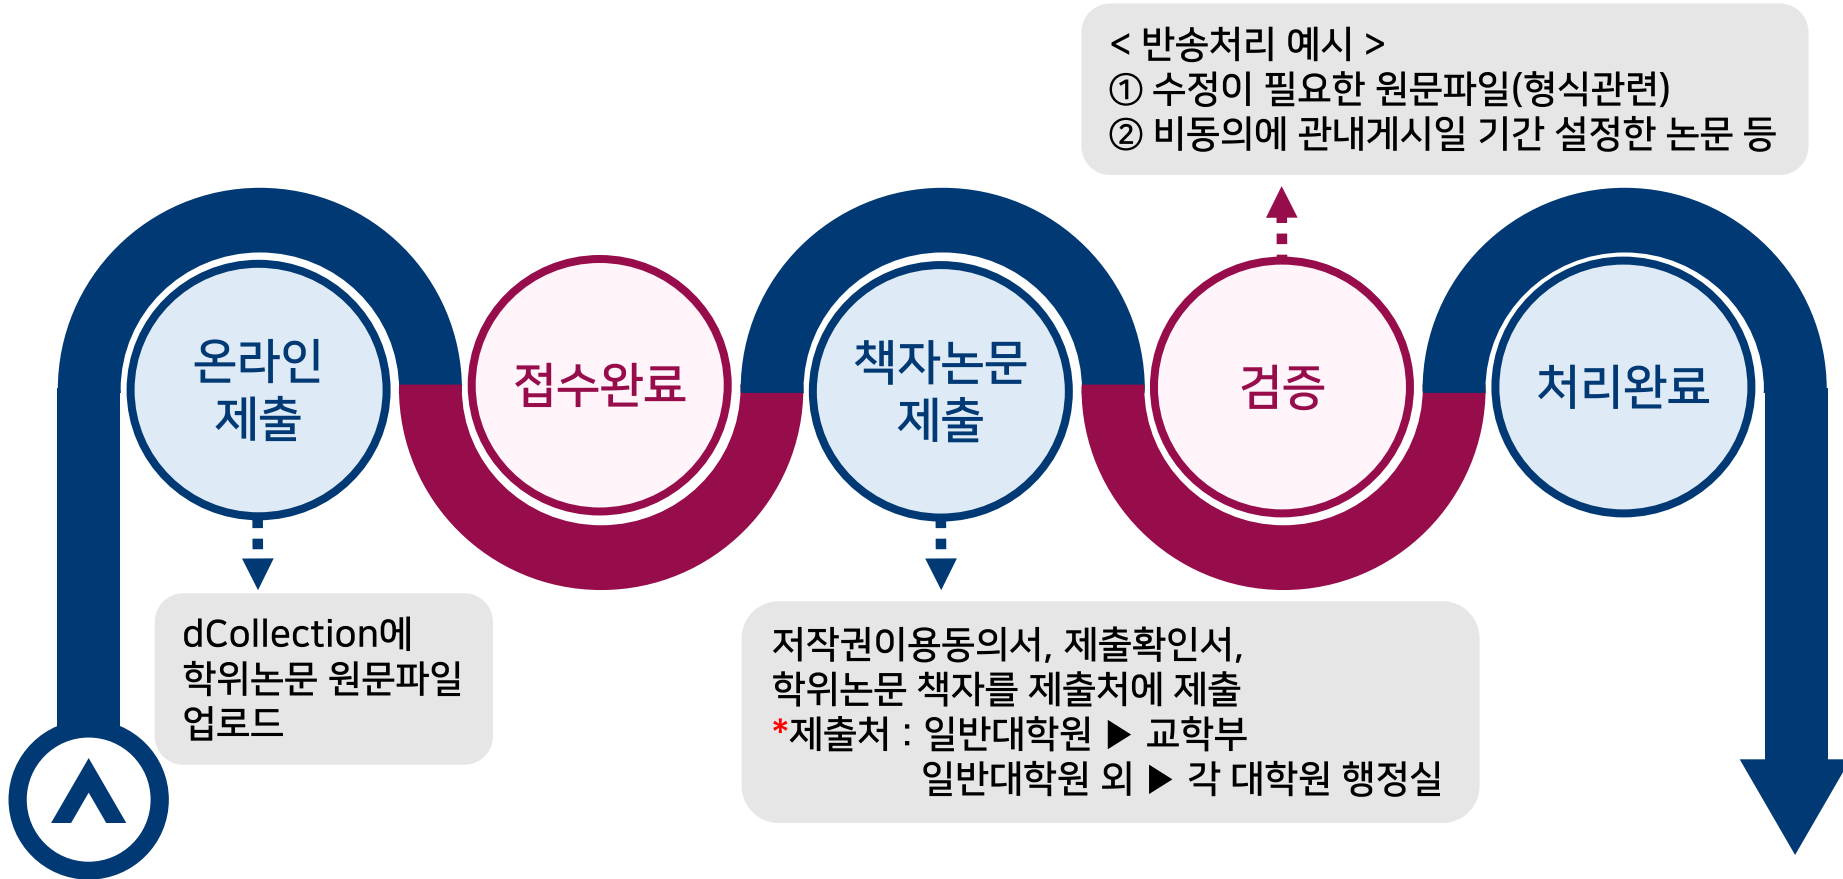 < 반송처리 예시 >
① 수정이 필요한 원문파일(형식관련)
② 비동의에 관내게시일 기간 설정한 논문 등
온라인
제출
접수완료
책자논문
제출
검증
처리완료
dCollection에
학위논문 원문파일
업로드
저작권이용동의서, 제출확인서,
학위논문 책자를 제출처에 제출
*제출처 : 일반대학원 ▶ 교학부
일반대학원 외 ▶ 각 대학원 행정실